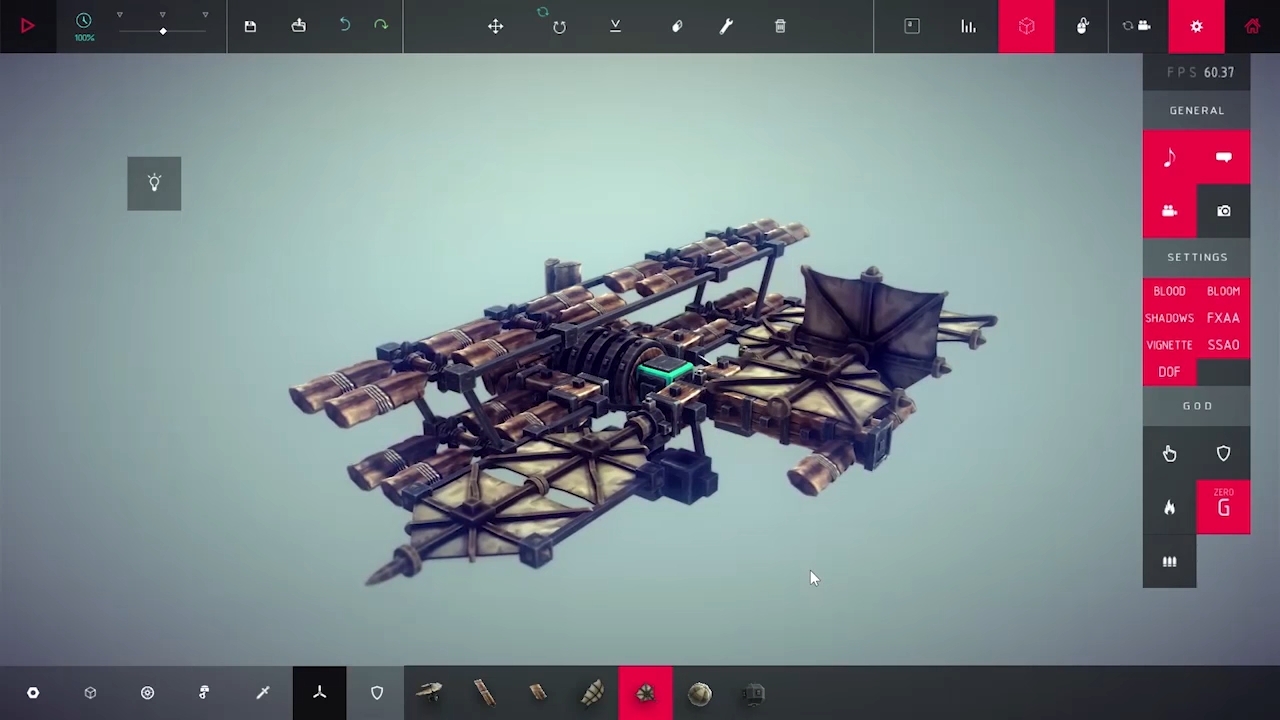 100%
FPS 60.37
GENERAL
SETTINGS
BLOOD BLOOM
SHADOWS FXAA
VIGNETTE SSAO
DOF
GOD
ZERO
G